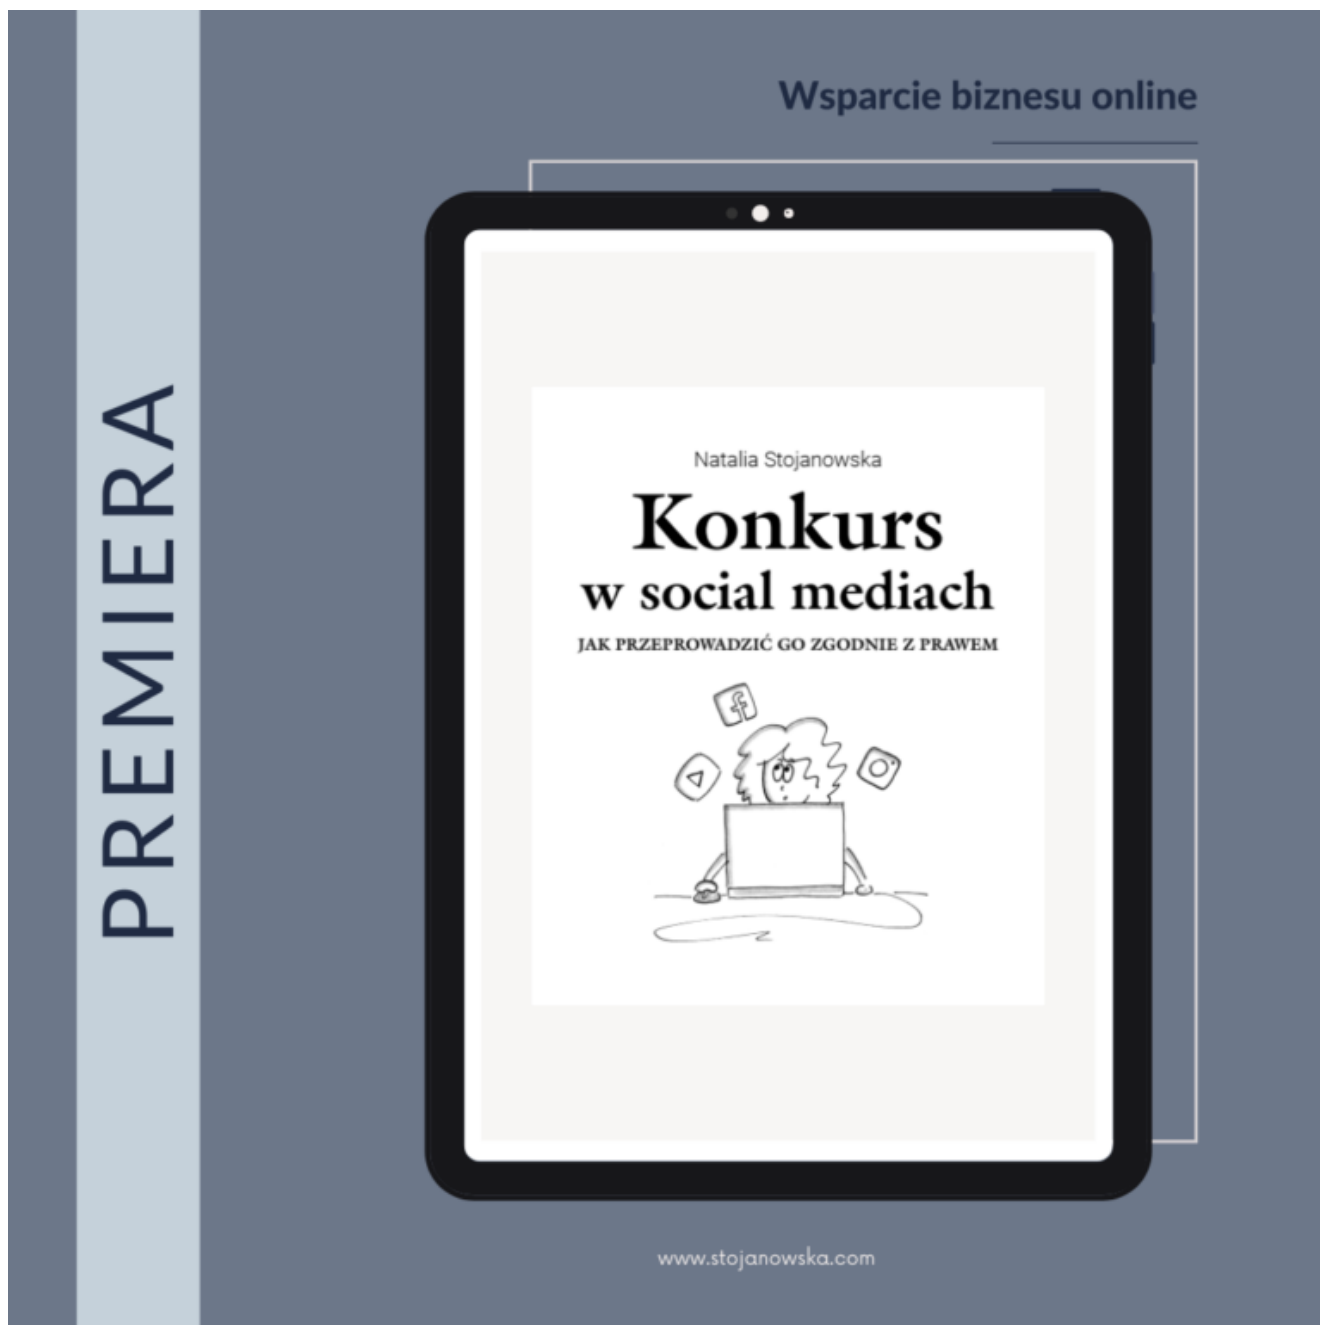 PREMIERA
Wsparcie biznesu online
Natalia Stojanowska
Konkurs
w social mediach
JAK PRZEPROWADZIĆ GO ZGODNIE Z PRAWEM
www.stojanowska.com